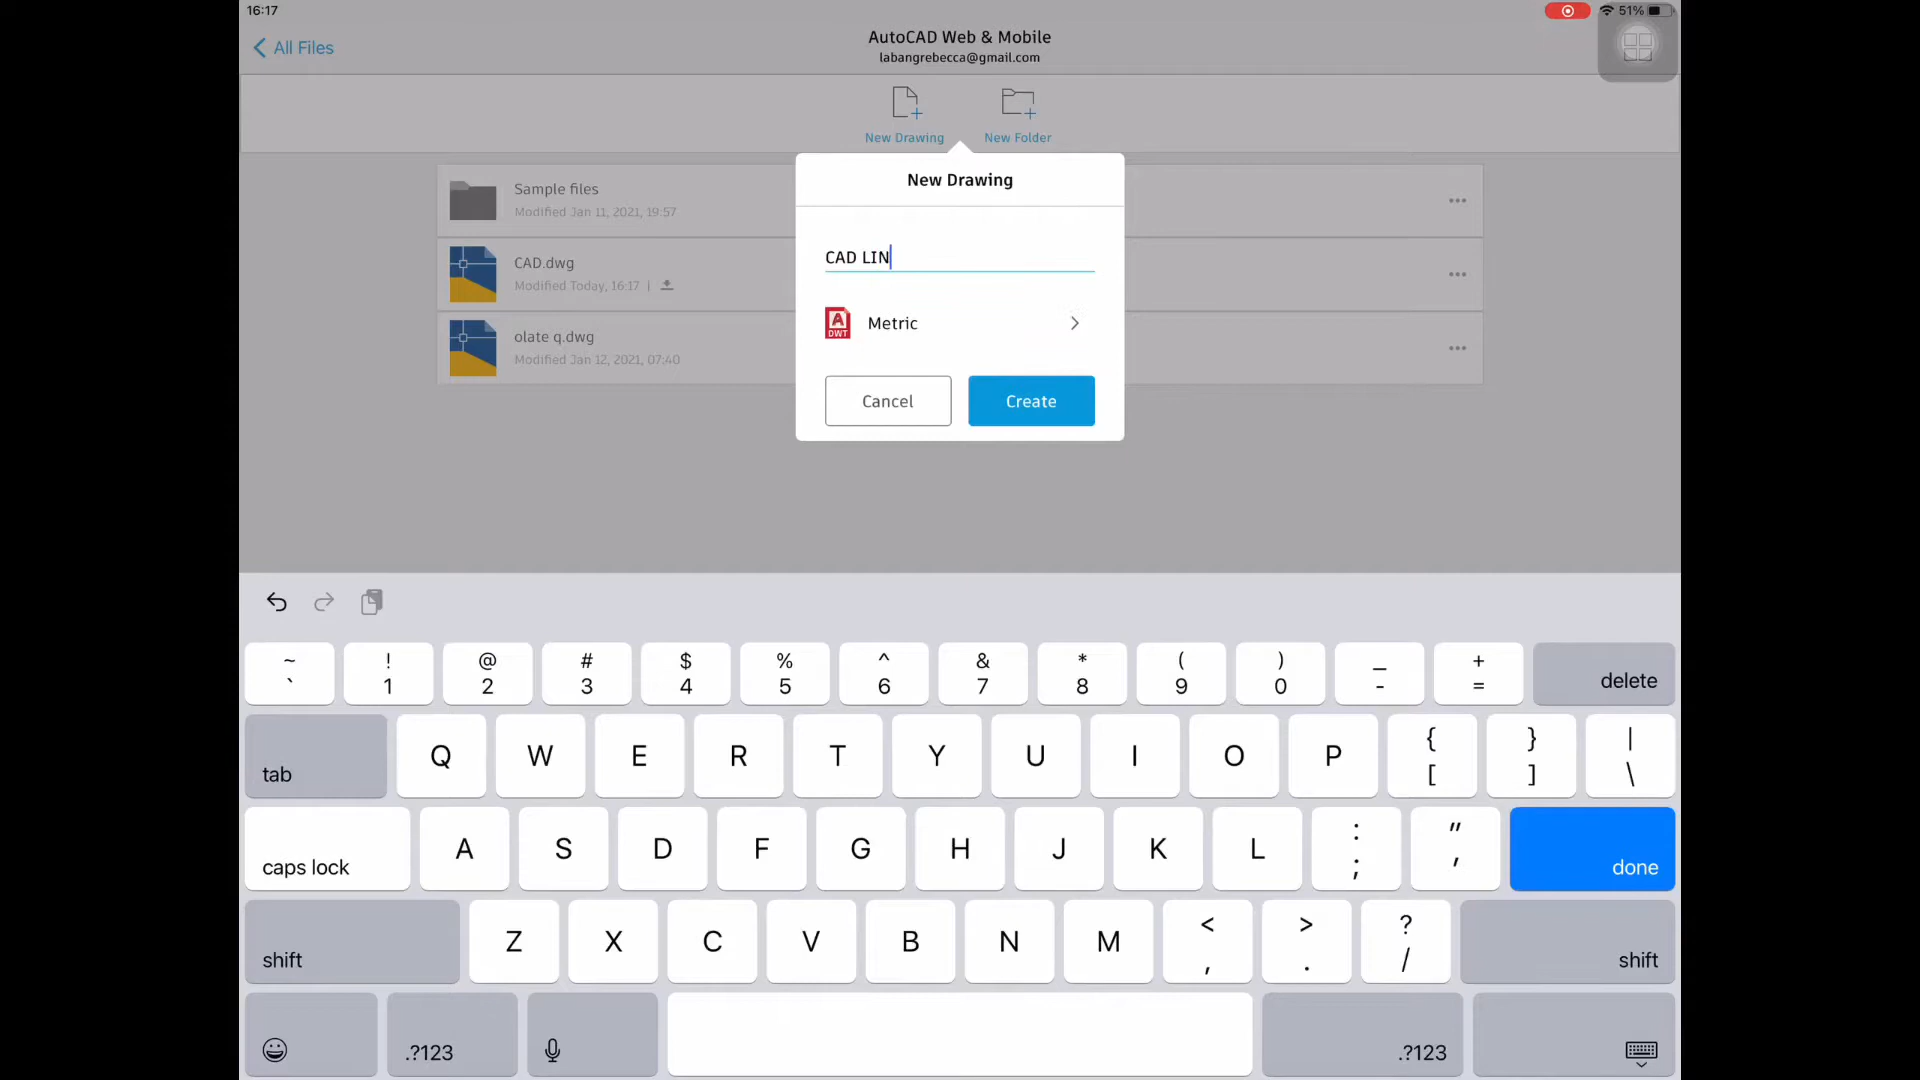 16:17
51%
All Files
AutoCAD Web & Mobile
labangrebecca@gmail.com
New Drawing
New Folder
New Drawing
Sample files
Modified Jan 11, 2021, 19:57
CAD.dwg
Modified Today, 16:17 |
olate q.dwg
Modified Jan 12, 2021, 07:40
CAD LIN
A
DWT
Metric
Cancel
Create
~ ! @ # $ % ^ & * ( ) _ +
` 1 2 3 4 5 6 7 8 9 0 - = delete
tab Q W E R T Y U I O P { [ } ] | \
caps lock A S D F G H J K L : ; " ' done
shift Z X C V B N M < , > . ? / shift
.?123 .?123